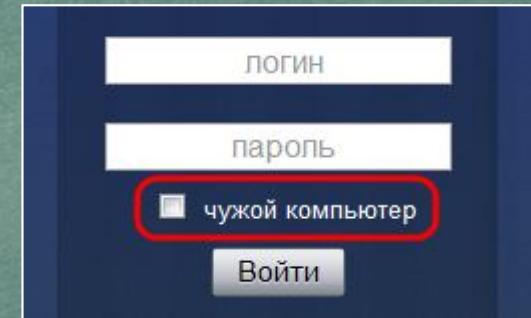 логин
пароль
чужой компьютер
Войти